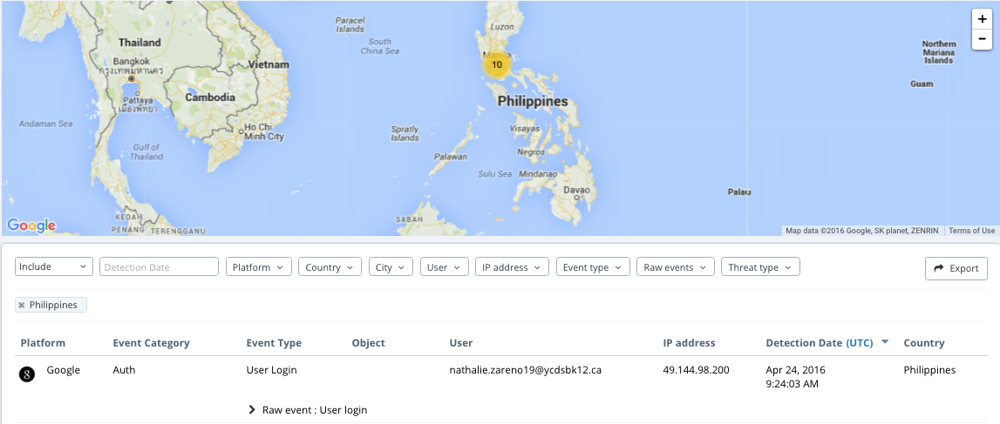 Paracel
Islands
Luzon
South
China Sea
Thailand
Bangkok
กรุงเทพมหานคร
Pattaya
เมืองพัทยา
Vietnam
Cambodia
Ho Chi
Minh City
Andaman Sea
Gulf of
Thailand
Manila
10
Philippines
Visayas
Negros
Spratly
Islands
Palawan
Sulu Sea
Mindanao
Davao
Northern
Mariana
Islands
Guam
Palau
KEDAH
PENANG
TERENGGANU
SABAH
+
-
Google
Map data ©2016 Google, SK planet, ZENRIN
Terms of Use
Include
Detection Date
Platform
Country
City
User
IP address
Event type
Raw events
Threat type
Export
Philippines
Platform
Event Category
Event Type
Object
User
IP address
Detection Date (UTC)
Country
g
Google
Auth
User Login
nathalie.zareno19@ycdsbk12.ca
49.144.98.200
Apr 24, 2016
9:24:03 AM
Philippines
Raw event : User login